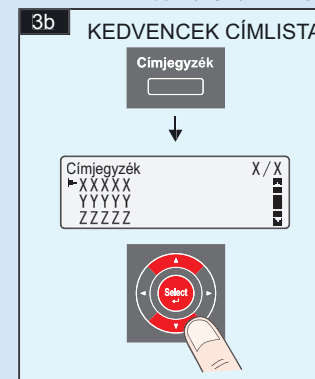 3b
KEDVENCEK CÍMLISTA
Címjegyzék
Címjegyzék X/X
XXXXX
YYYYY
ZZZZZ
Select